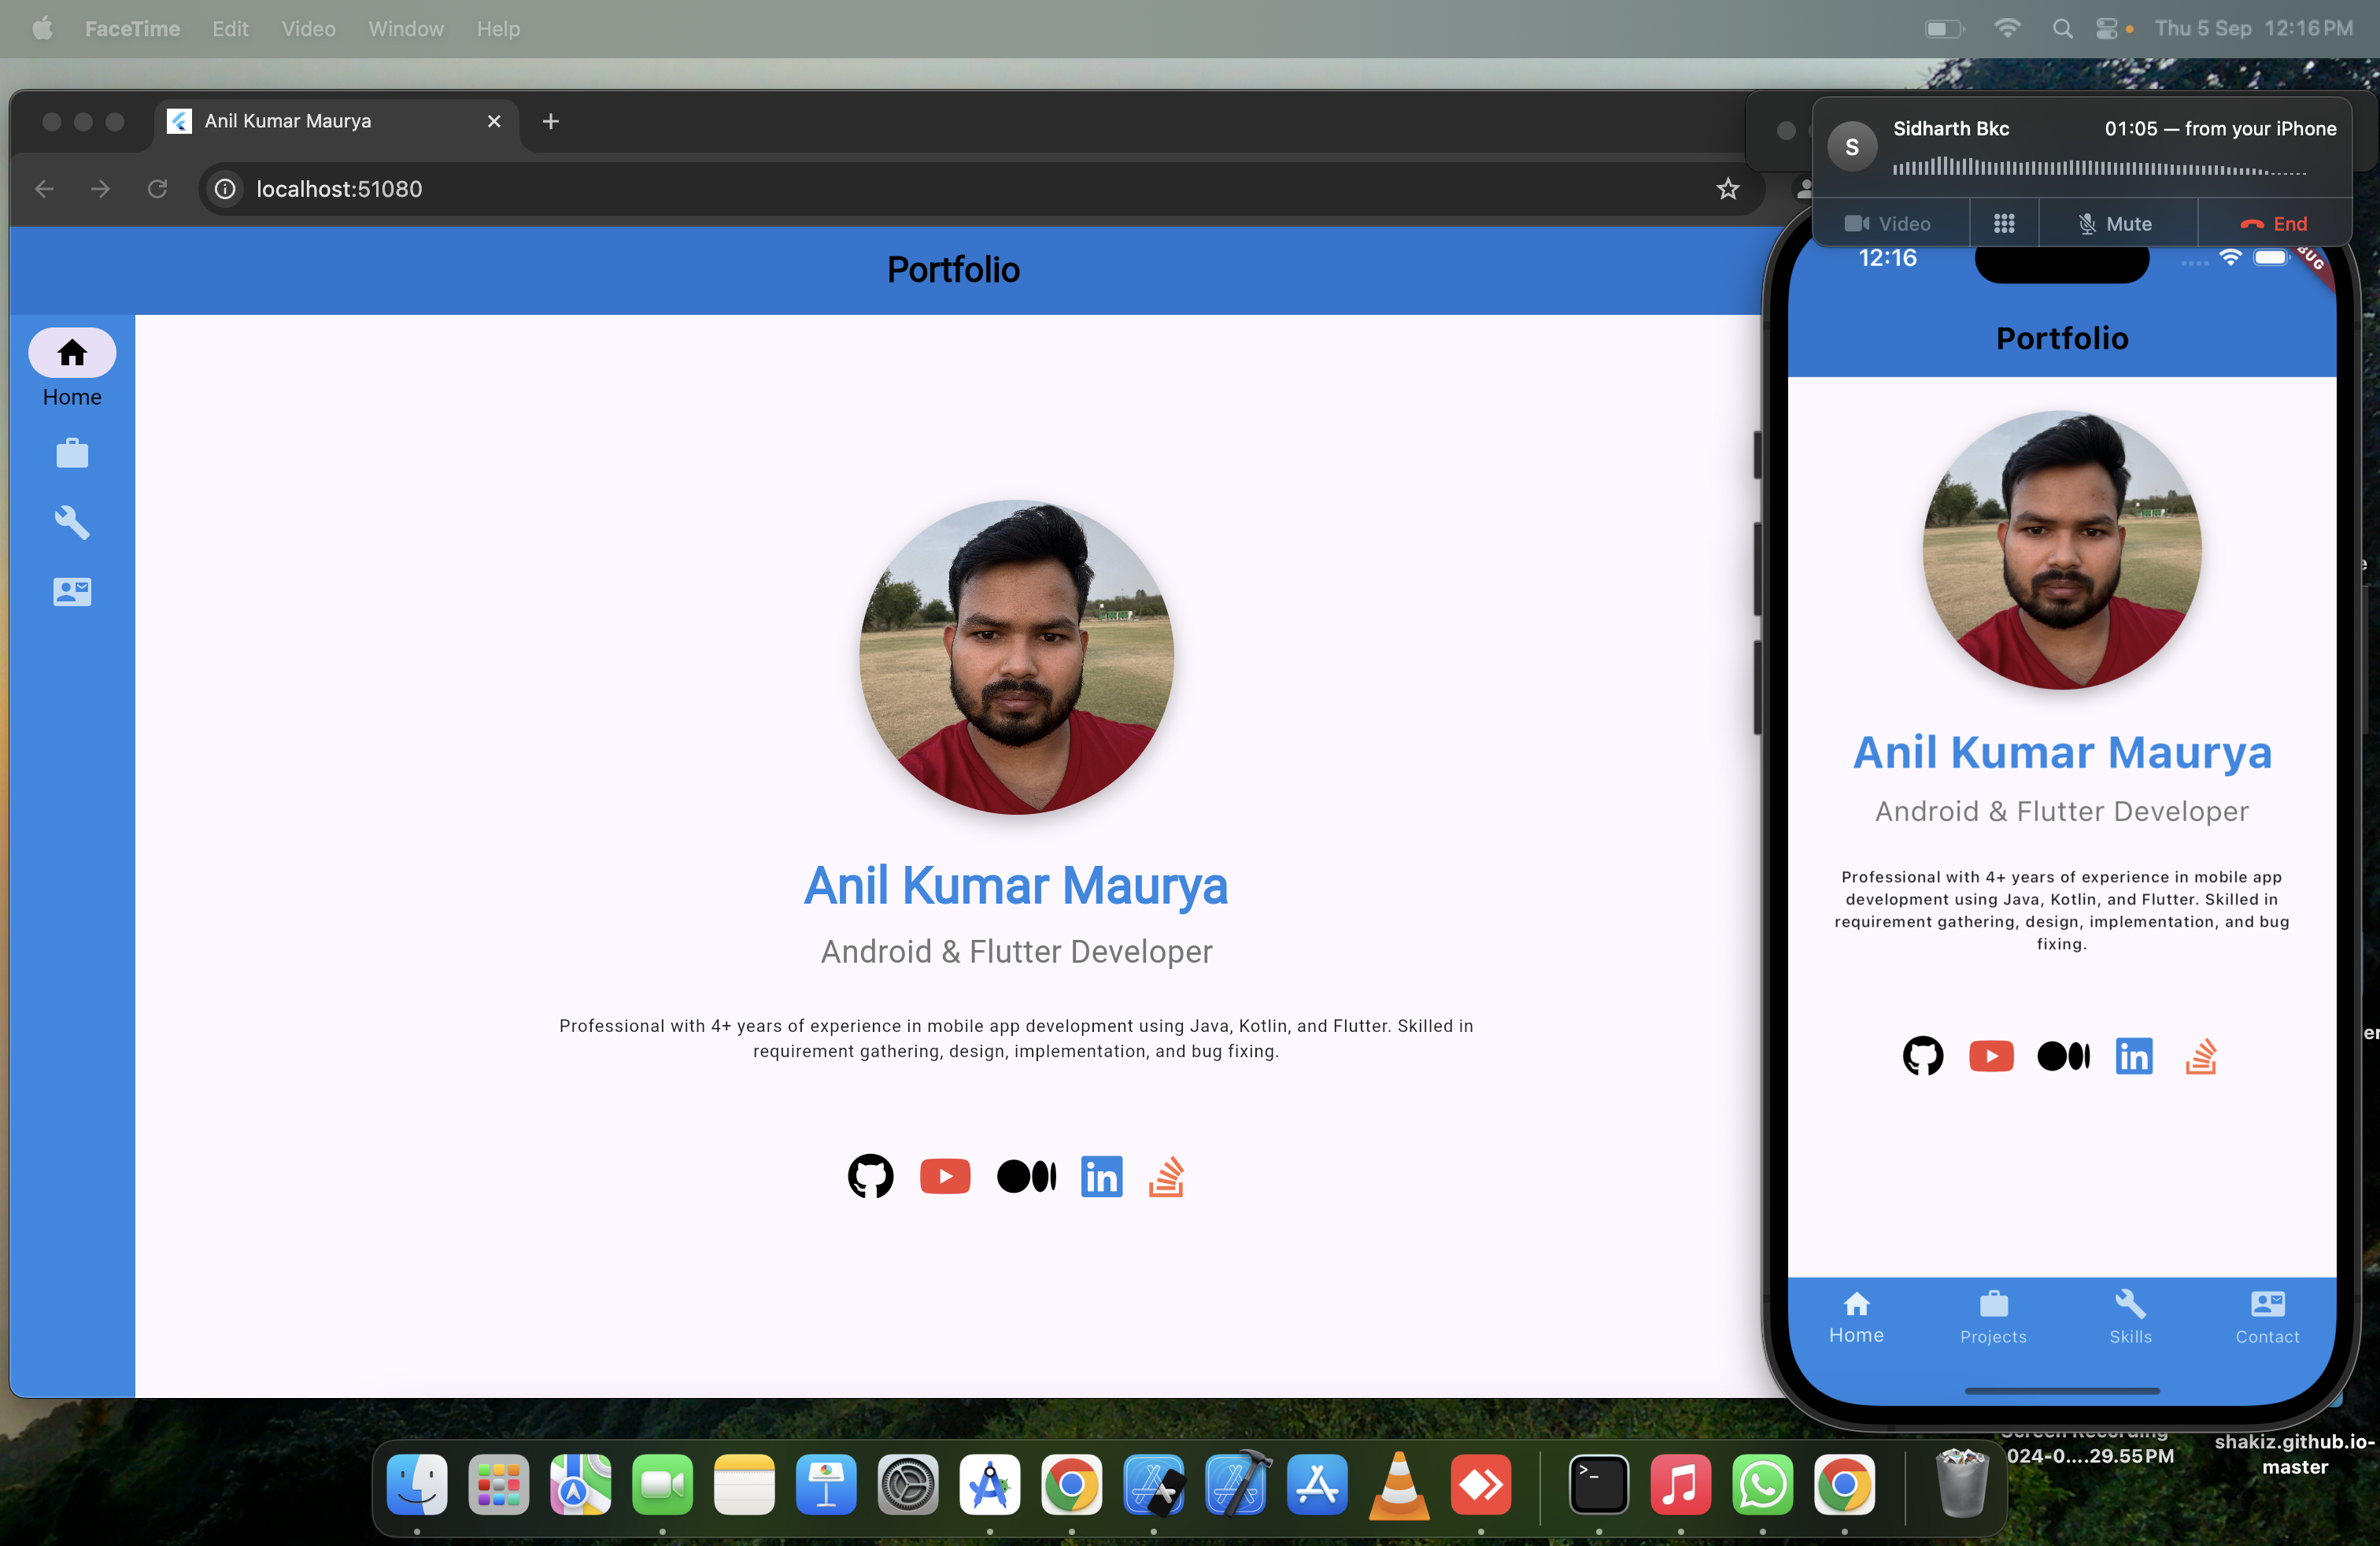 FaceTime Edit Video Window Help
Thu 5 Sep 12:16 PM
Anil Kumar Maurya
localhost:51080
Portfolio
Home
Anil Kumar Maurya
Android & Flutter Developer
Professional with 4+ years of experience in mobile app development using Java, Kotlin, and Flutter. Skilled in
requirement gathering, design, implementation, and bug fixing.
in
S
Sidharth Bkc
01:05 — from your iPhone
Video
Mute
End
12:16
Portfolio
Anil Kumar Maurya
Android & Flutter Developer
Professional with 4+ years of experience in mobile app
development using Java, Kotlin, and Flutter. Skilled in
requirement gathering, design, implementation, and bug
fixing.
in
Home
Projects
Skills
Contact
Screen Recording
024-0....29.55 PM
shakiz.github.io-
master